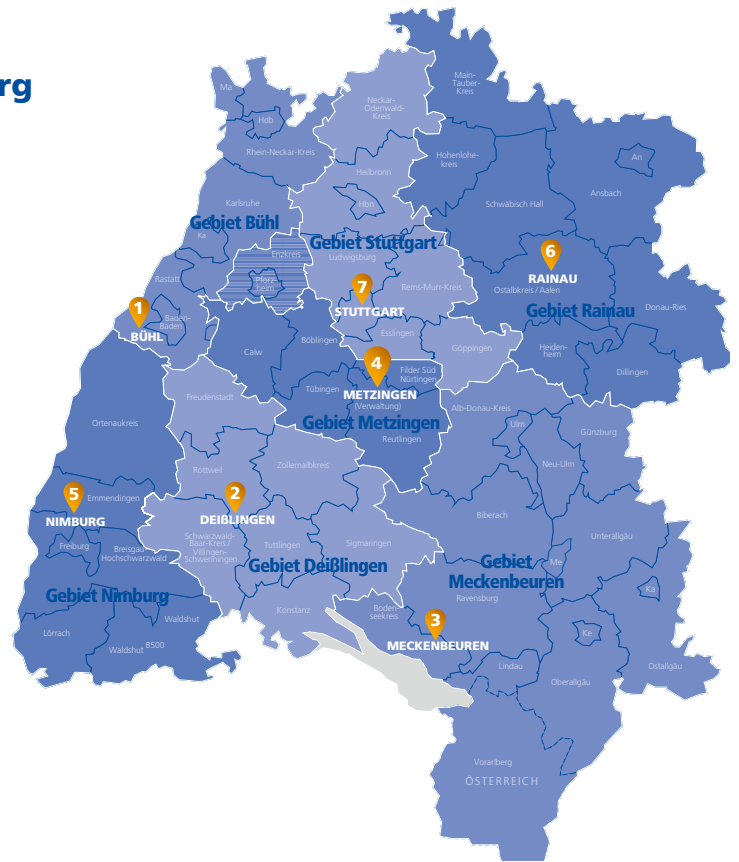 rg
Main-
Tauber-
Kreis
Ma
Neckar-
Odenwald-
Kreis
Hdb
Rhein-Neckar-Kreis
Hohenlohe-
kreis
An
Ansbach
Heilbronn
Hbn
Schwäbisch Hall
Karlsruhe
Gebiet Bühl
Ka
Gebiet Stuttgart
Enzkreis
Ludwigsburg
6
RAINAU
Pforz-
heim
Rastatt
7
STUTTGART
Rems-Murr-Kreis
Ostalbkreis / Aalen
Gebiet Rainau
Donau-Ries
1
Baden-
Baden
BÜHL
Böblingen
Esslingen
Göppingen
Heiden-
heim
Dillingen
Calw
4
Filder Süd
Nürtingen
METZINGEN
(Verwaltung)
Tübingen
Gebiet Metzingen
Reutlingen
Freudenstadt
Alb-Donau-Kreis
Ulm
Günzburg
Ortenaukreis
Rottweil
Zollernalbkreis
Neu-Ulm
5
Emmendingen
NIMBURG
2
DEIßLINGEN
Biberach
Unterallgäu
Freiburg
Breisgau-
Hochschwarzwald
Schwarzwald-
Baar-Kreis /
Villingen-
Schwenningen
Tuttlingen
Sigmaringen
Gebiet Deißlingen
Gebiet
Meckenbeuren
Me
Ka
Gebiet Nimburg
Ravensburg
Konstanz
Boden-
seekreis
3
MECKENBEUREN
Lörrach
Waldshut
Waldshut
B500
Ke
Lindau
Oberallgäu
Ostallgäu
Vorarlberg
ÖSTERREICH